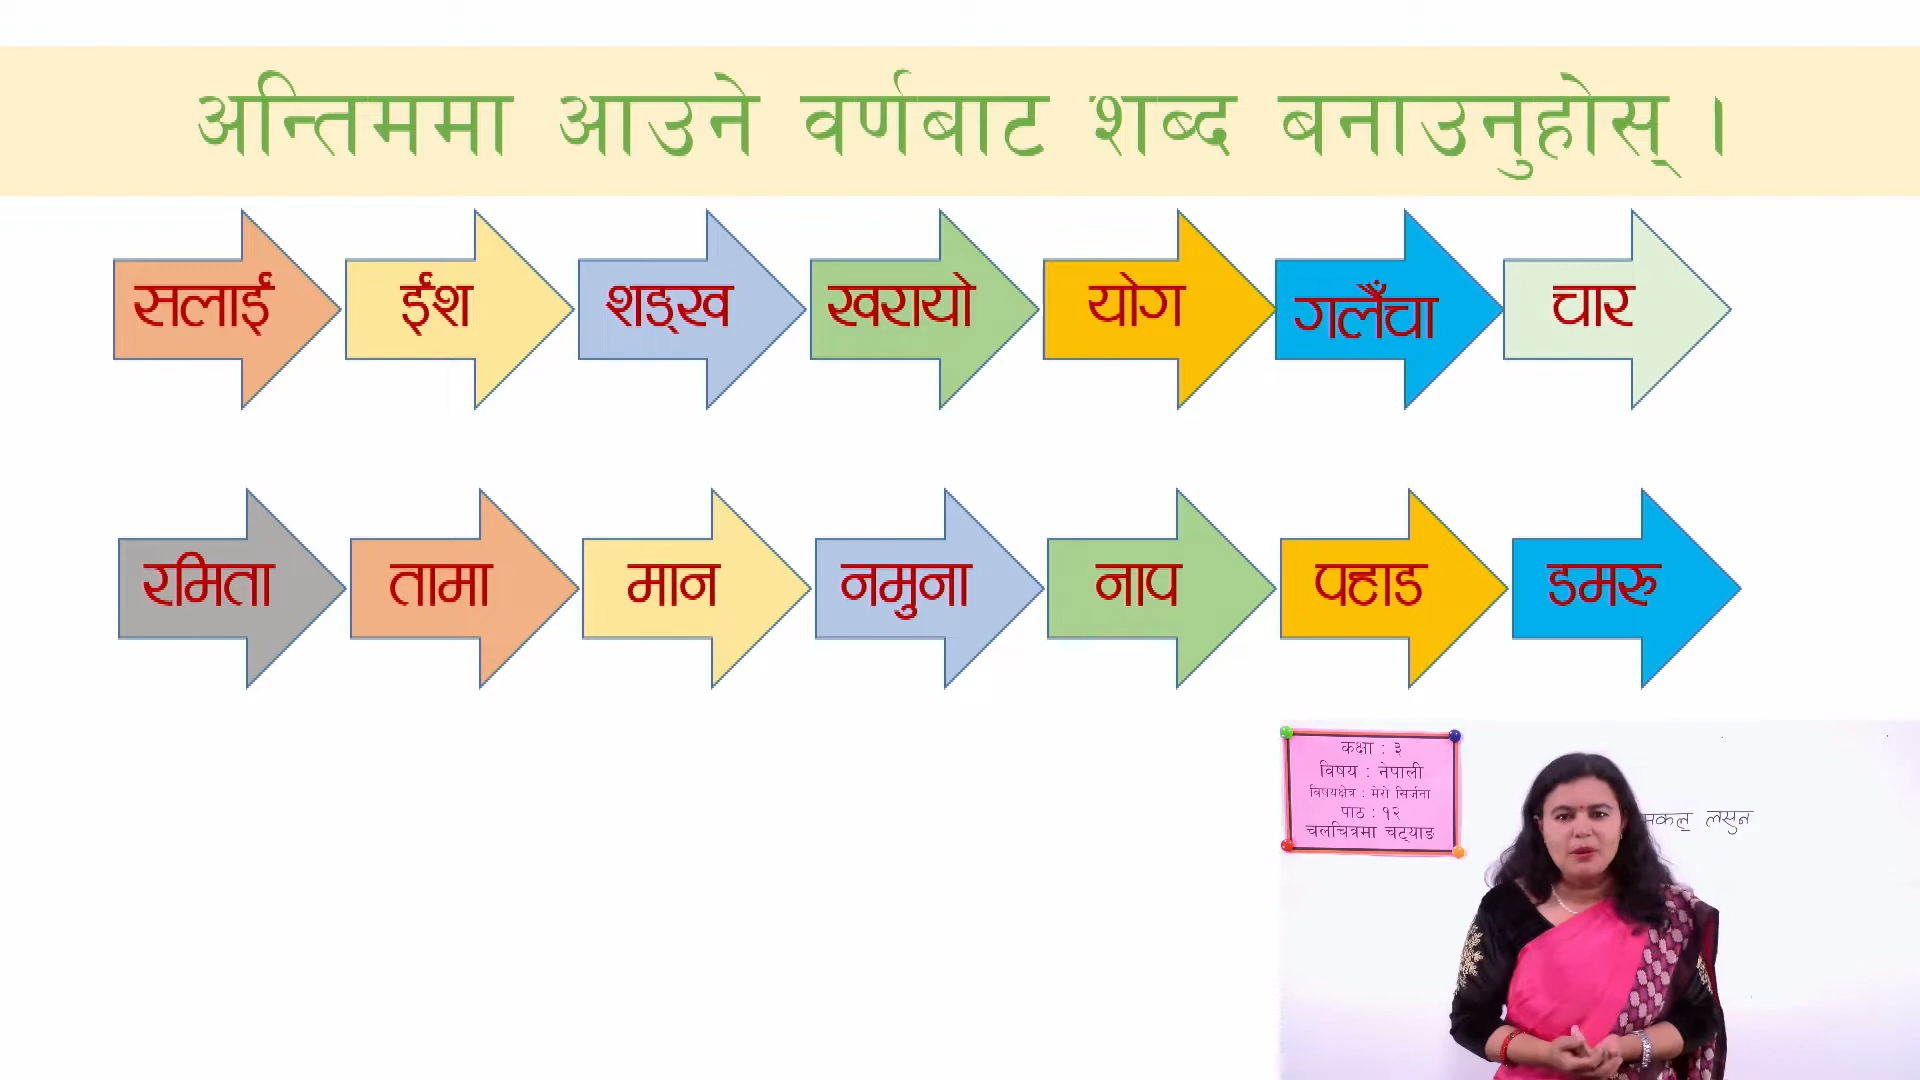 अन्तिममा आउने वर्णबाट शब्द बनाउनुहोस् ।
सलाई ईश शङ्ख खरायो योग गलैँचा चार
रमिता तामा मान नमुना नाप पहाड डमरु
कक्षा : ३
विषय : नेपाली
विषयक्षेत्र : मेरो सिर्जना
पाठ : १२
चलचित्रमा चट्याङ
लसुन